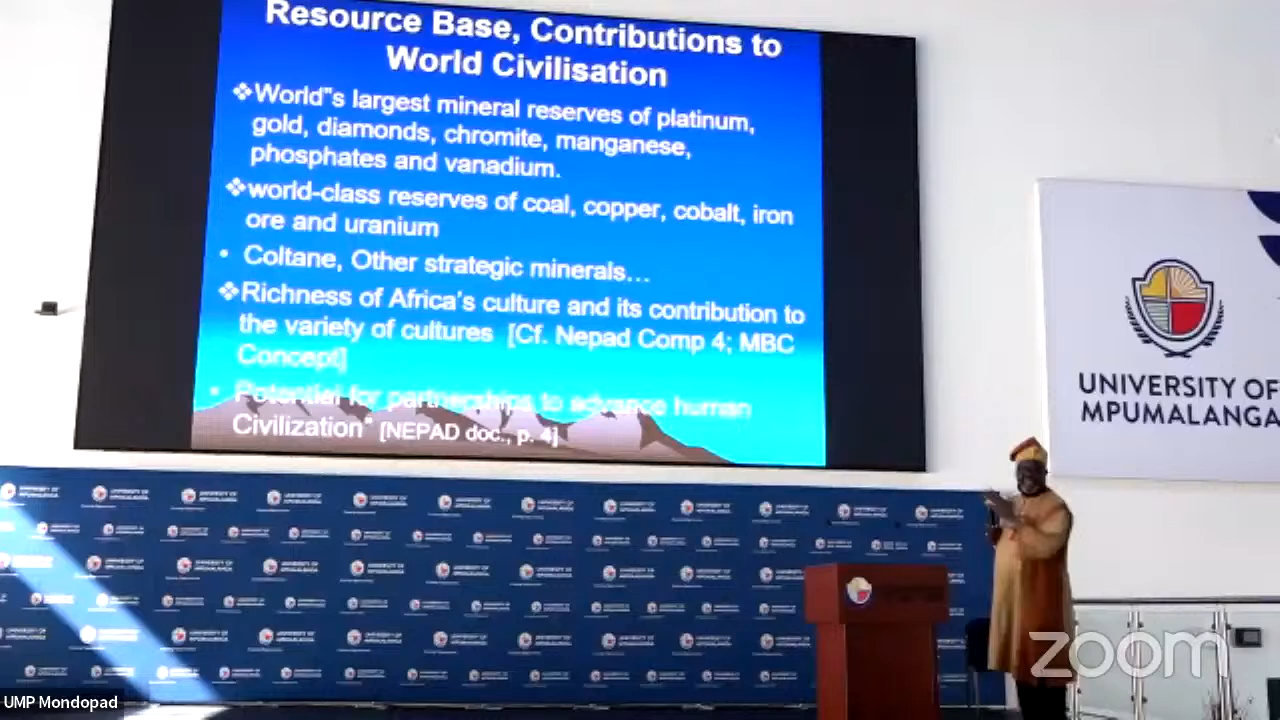 Resource Base, Contributions to
World Civilisation
❖World"s largest mineral reserves of platinum,
gold, diamonds, chromite, manganese,
phosphates and vanadium.
❖world-class reserves of coal, copper, cobalt, iron
ore and uranium
• Coltane, Other strategic minerals…
❖Richness of Africa's culture and its contribution to
the variety of cultures [Cf. Nepad Comp 4; MBC
Concept]
• Potential for partnerships to advance human
Civilization" [NEPAD doc., p. 4]
UNIVERSITY OF
MPUMALANGA
zoom
UMP Mondopad